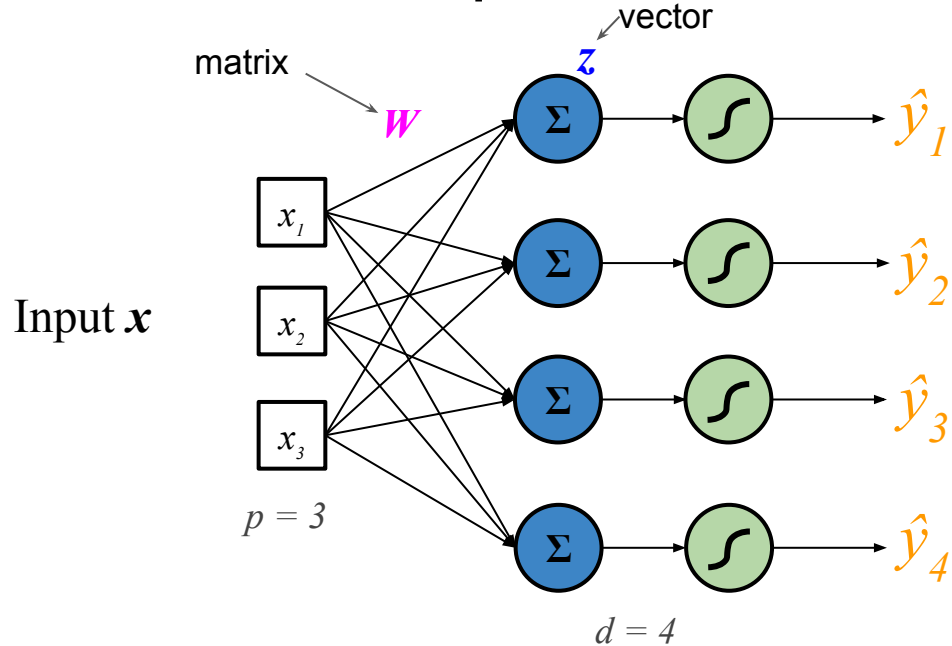 vector
matrix
z
W
Σ
ŷ₁
x₁
Σ
ŷ₂
Input x
x₂
Σ
ŷ₃
x₃
p = 3
Σ
ŷ₄
d = 4